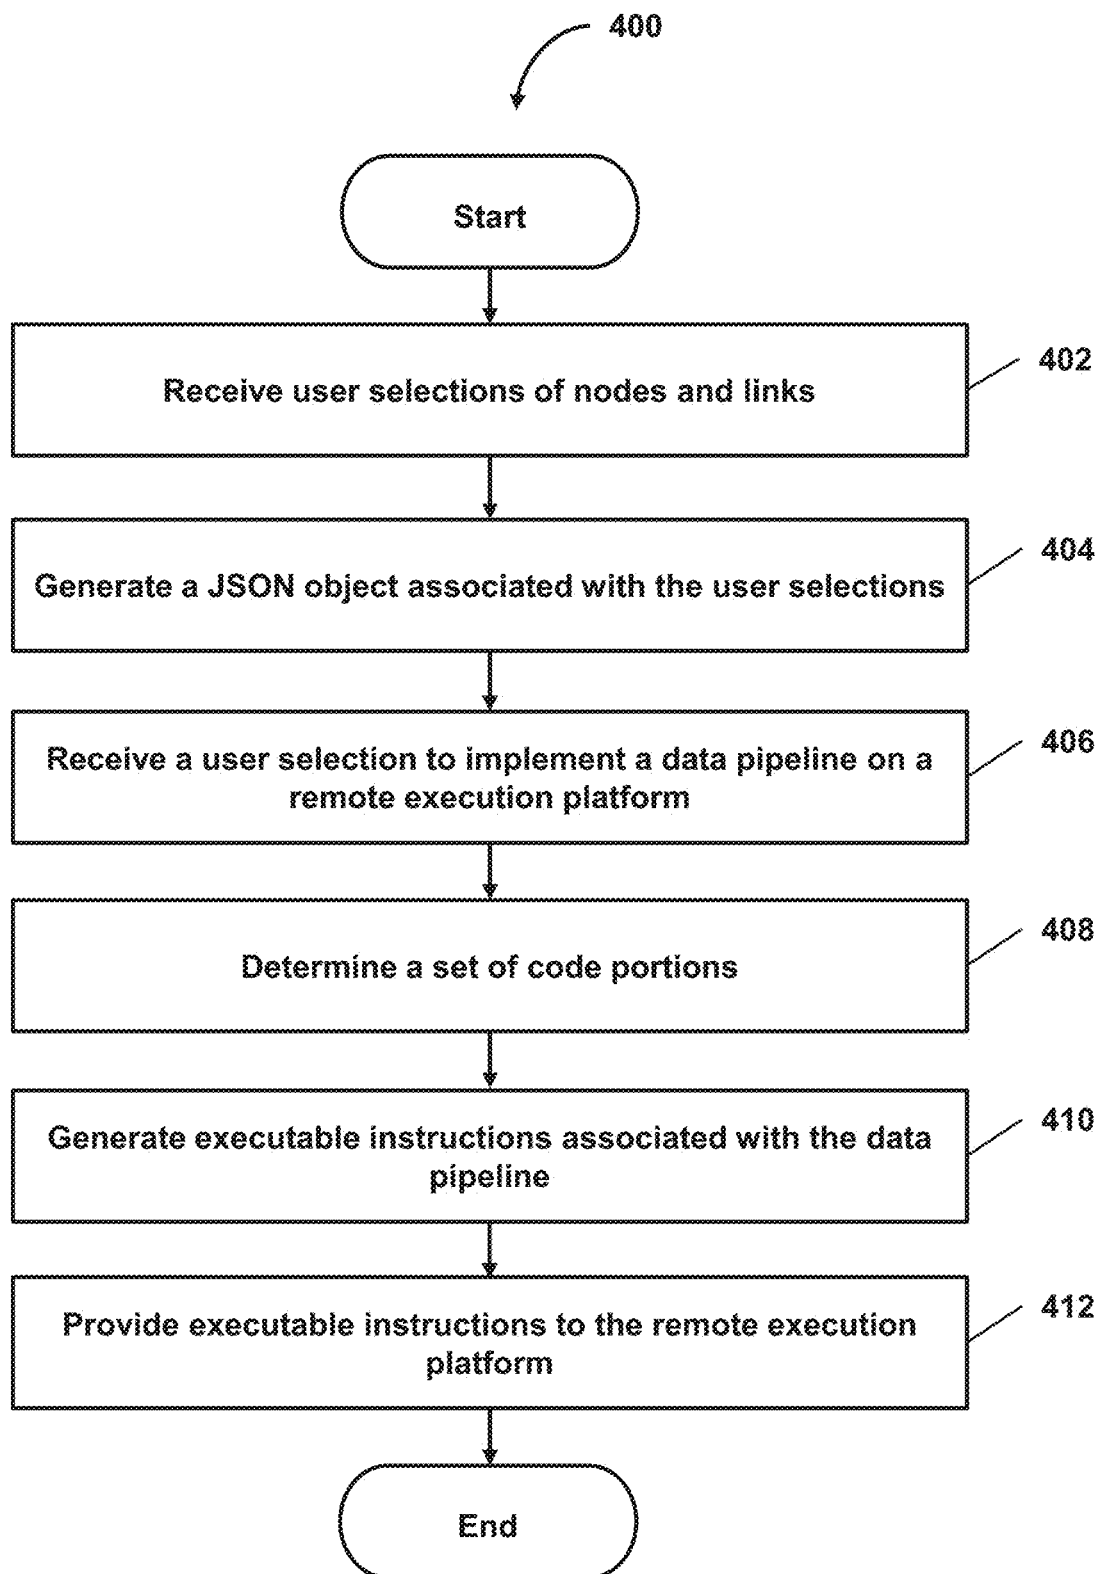 400
Start
Receive user selections of nodes and links
402
Generate a JSON object associated with the user selections
404
Receive a user selection to implement a data pipeline on a
remote execution platform
406
Determine a set of code portions
408
Generate executable instructions associated with the data
pipeline
410
Provide executable instructions to the remote execution
platform
412
End